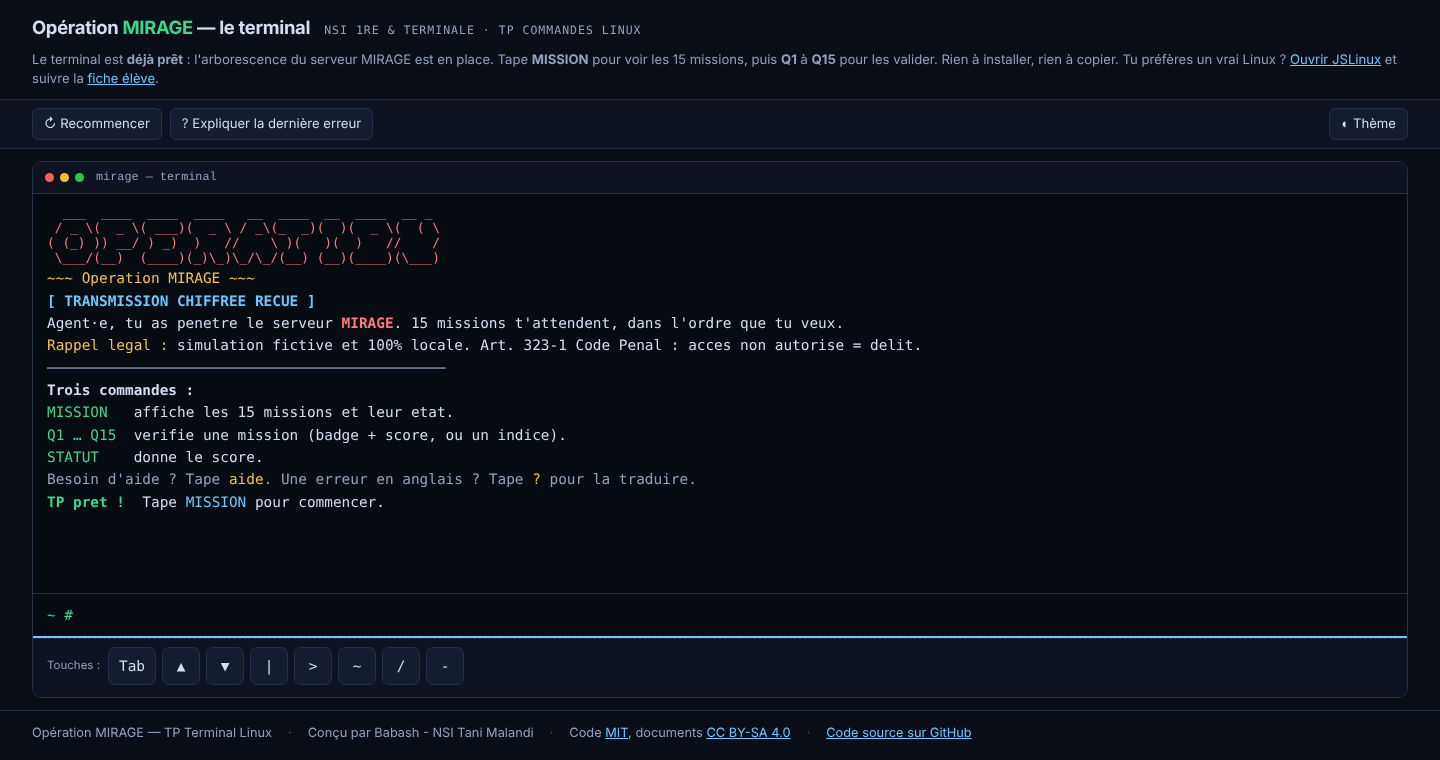 Opération MIRAGE — le terminal NSI 1RE & TERMINALE · TP COMMANDES LINUX
Le terminal est déjà prêt : l'arborescence du serveur MIRAGE est en place. Tape MISSION pour voir les 15 missions, puis Q1 à Q15 pour les valider. Rien à installer, rien à copier. Tu préfères un vrai Linux ? Ouvrir JSLinux et
suivre la fiche élève.
↻ Recommencer ? Expliquer la dernière erreur Thème
mirage — terminal
OPERATION
~~~ Operation MIRAGE ~~~
[ TRANSMISSION CHIFFREE RECUE ]
Agent·e, tu as penetre le serveur MIRAGE. 15 missions t'attendent, dans l'ordre que tu veux.
Rappel legal : simulation fictive et 100% locale. Art. 323-1 Code Penal : acces non autorise = delit.
Trois commandes :
MISSION affiche les 15 missions et leur etat.
Q1 … Q15 verifie une mission (badge + score, ou un indice).
STATUT donne le score.
Besoin d'aide ? Tape aide. Une erreur en anglais ? Tape ? pour la traduire.
TP pret ! Tape MISSION pour commencer.
~ #
Touches : Tab ▲ ▼ | > ~ / -
Opération MIRAGE — TP Terminal Linux · Conçu par Babash - NSI Tani Malandi · Code MIT, documents CC BY-SA 4.0 · Code source sur GitHub